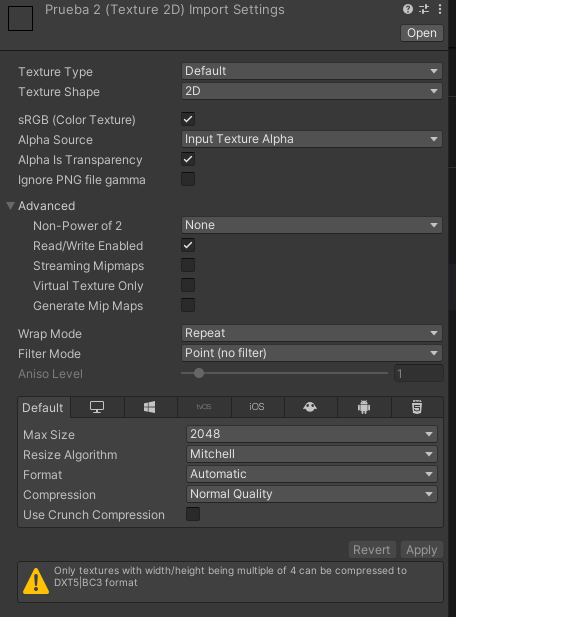 Prueba 2 (Texture 2D) Import Settings
Open
Texture Type Default
Texture Shape 2D
sRGB (Color Texture)
Alpha Source Input Texture Alpha
Alpha Is Transparency
Ignore PNG file gamma
Advanced
Non-Power of 2 None
Read/Write Enabled
Streaming Mipmaps
Virtual Texture Only
Generate Mip Maps
Wrap Mode Repeat
Filter Mode Point (no filter)
Aniso Level 1
Default tvOS iOS
Max Size 2048
Resize Algorithm Mitchell
Format Automatic
Compression Normal Quality
Use Crunch Compression
Revert Apply
Only textures with width/height being multiple of 4 can be compressed to
DXT5|BC3 format